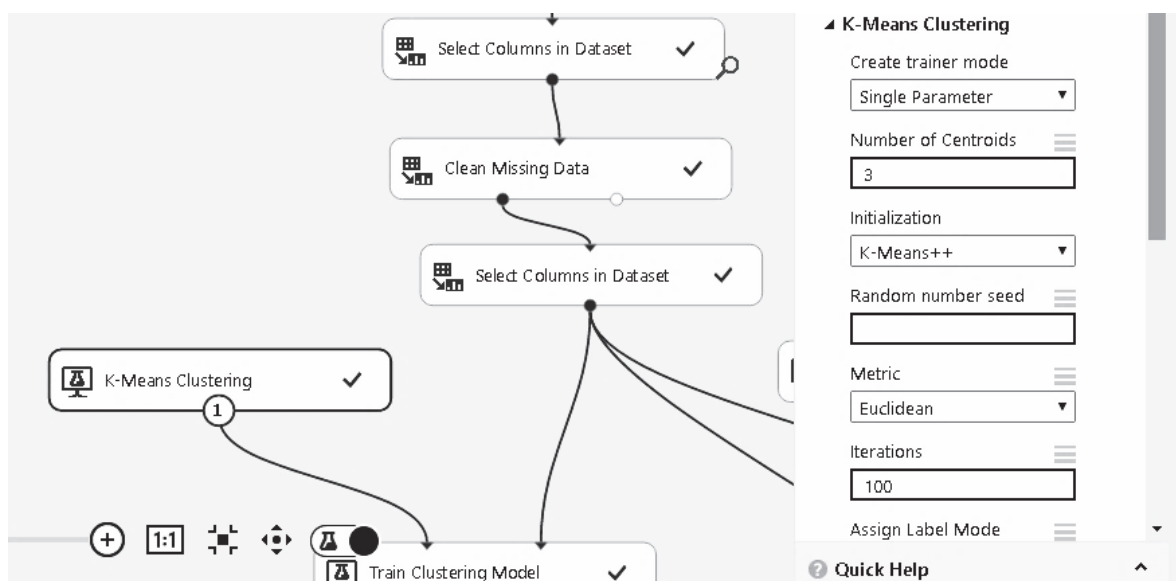 Select Columns in Dataset
Clean Missing Data
Select Columns in Dataset
K-Means Clustering
1
1:1
Train Clustering Model
K-Means Clustering
Create trainer mode
Single Parameter
Number of Centroids
3
Initialization
K-Means++
Random number seed
Metric
Euclidean
Iterations
100
Assign Label Mode
Quick Help